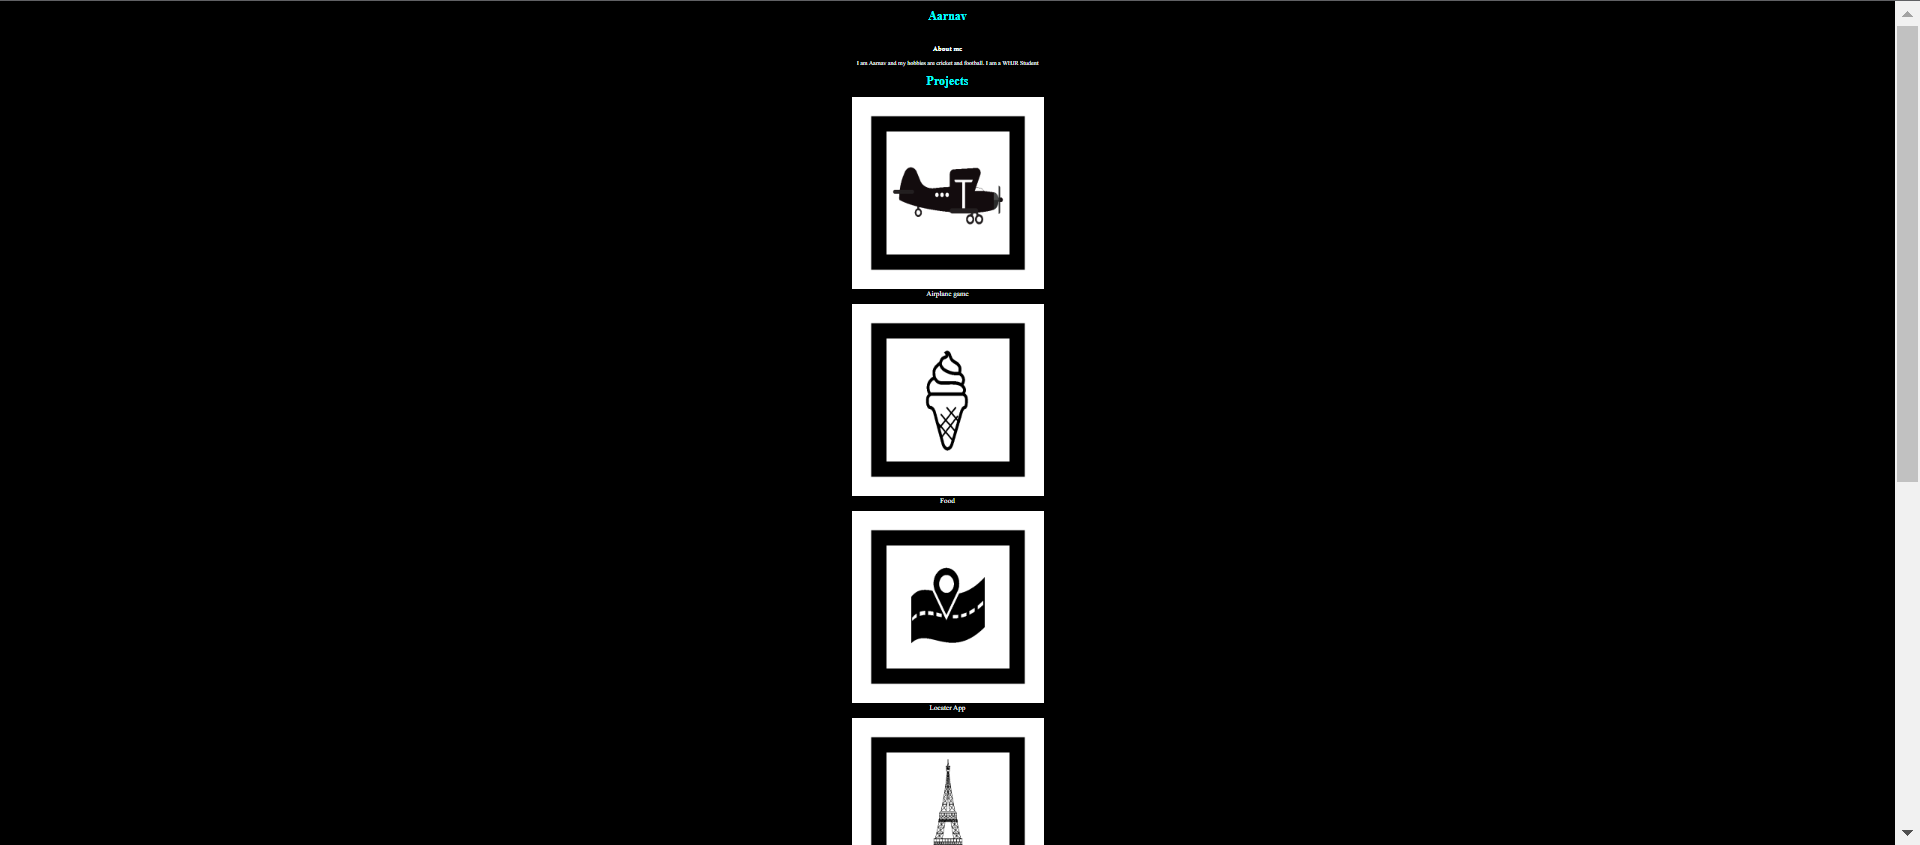 Aarnav
About me
I am Aarnav and my hobbies are cricket and football. I am a WHJR Student
Projects
T
Airplane game
Food
Locater App